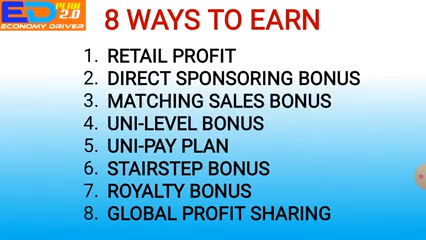 ED PLAN 2.0
ECONOMY DRIVER
8 WAYS TO EARN
1. RETAIL PROFIT
2. DIRECT SPONSORING BONUS
3. MATCHING SALES BONUS
4. UNI-LEVEL BONUS
5. UNI-PAY PLAN
6. STAIRSTEP BONUS
7. ROYALTY BONUS
8. GLOBAL PROFIT SHARING